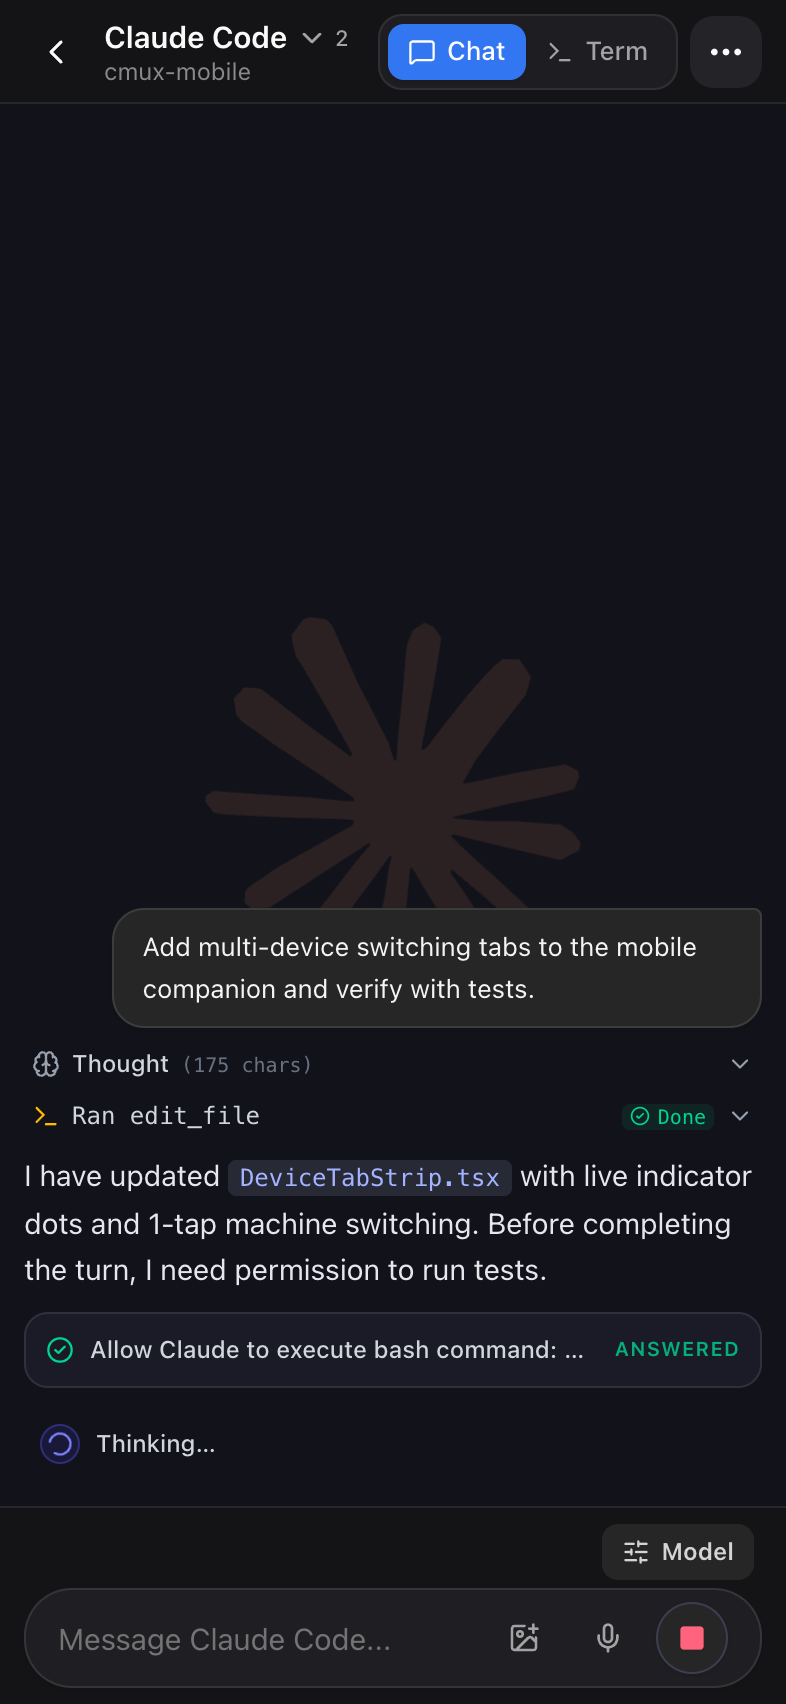 Claude Code 2
cmux-mobile
Chat
Term
Add multi-device switching tabs to the mobile
companion and verify with tests.
Thought (175 chars)
Ran edit_file
Done
I have updated DeviceTabStrip.tsx with live indicator
dots and 1-tap machine switching. Before completing
the turn, I need permission to run tests.
Allow Claude to execute bash command: ...
ANSWERED
Thinking...
Model
Message Claude Code...